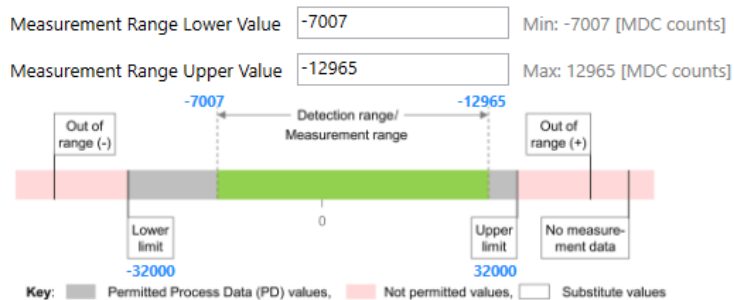 Measurement Range Lower Value -7007 Min: -7007 [MDC counts]
Measurement Range Upper Value -12965 Max: 12965 [MDC counts]
-7007 -12965
Detection range/
Measurement range
Out of
range (-)
Out of
range (+)
0
Lower
limit
Upper
limit
No measure-
ment data
-32000 32000
Key: Permitted Process Data (PD) values, Not permitted values, Substitute values